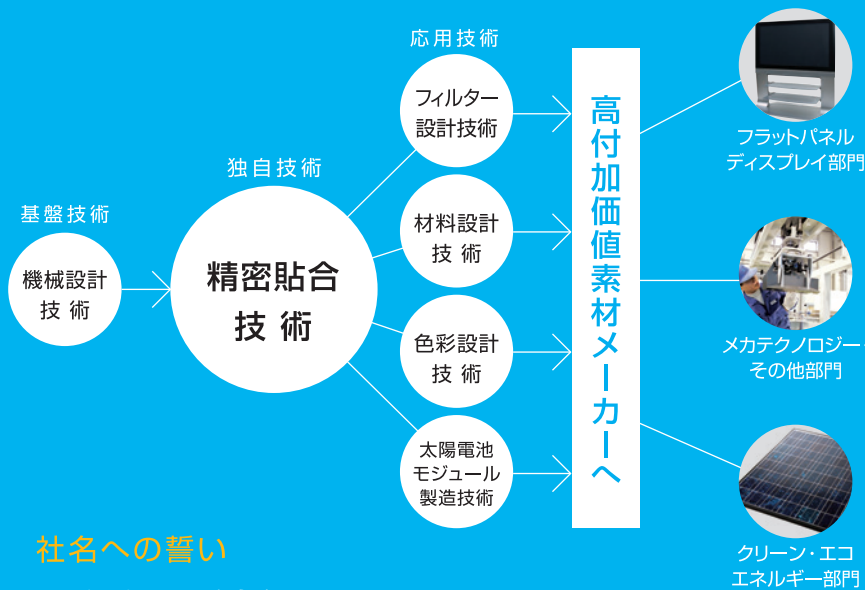 基盤技術
機械設計
技術
独自技術
精密貼合
技術
応用技術
フィルター
設計技術
材料設計
技術
色彩設計
技術
太陽電池
モジュール
製造技術
高付加価値素材メーカーへ
フラットパネル
ディスプレイ部門
メカテクノロジー・
その他部門
クリーン・エコ
エネルギー部門
社名への誓い